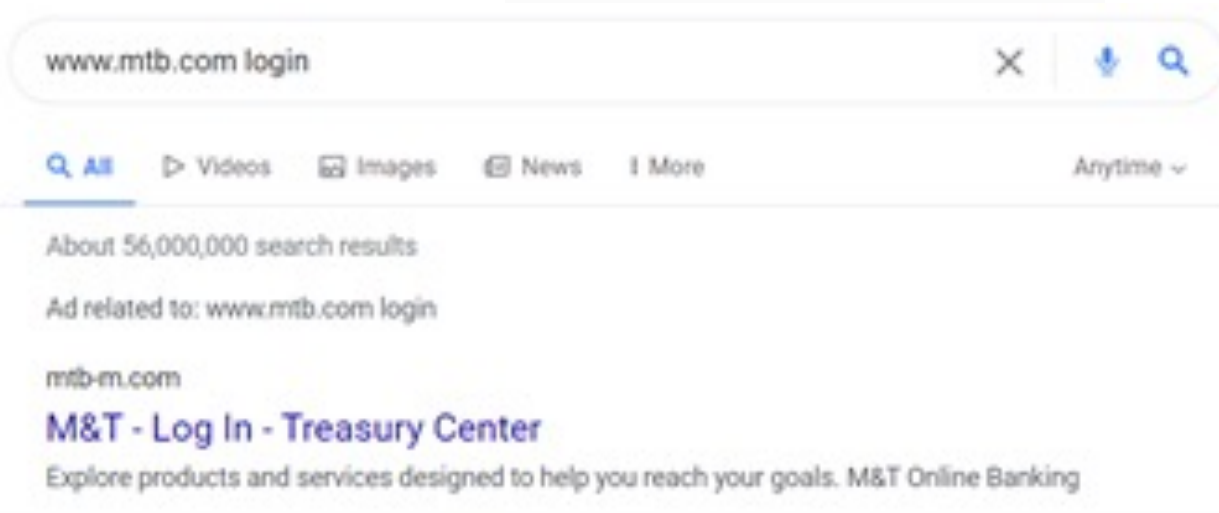 www.mtb.com login
All Videos Images News More Anytime
About 56,000,000 search results
Ad related to: www.mtb.com login
mtb-m.com
M&T - Log In - Treasury Center
Explore products and services designed to help you reach your goals. M&T Online Banking